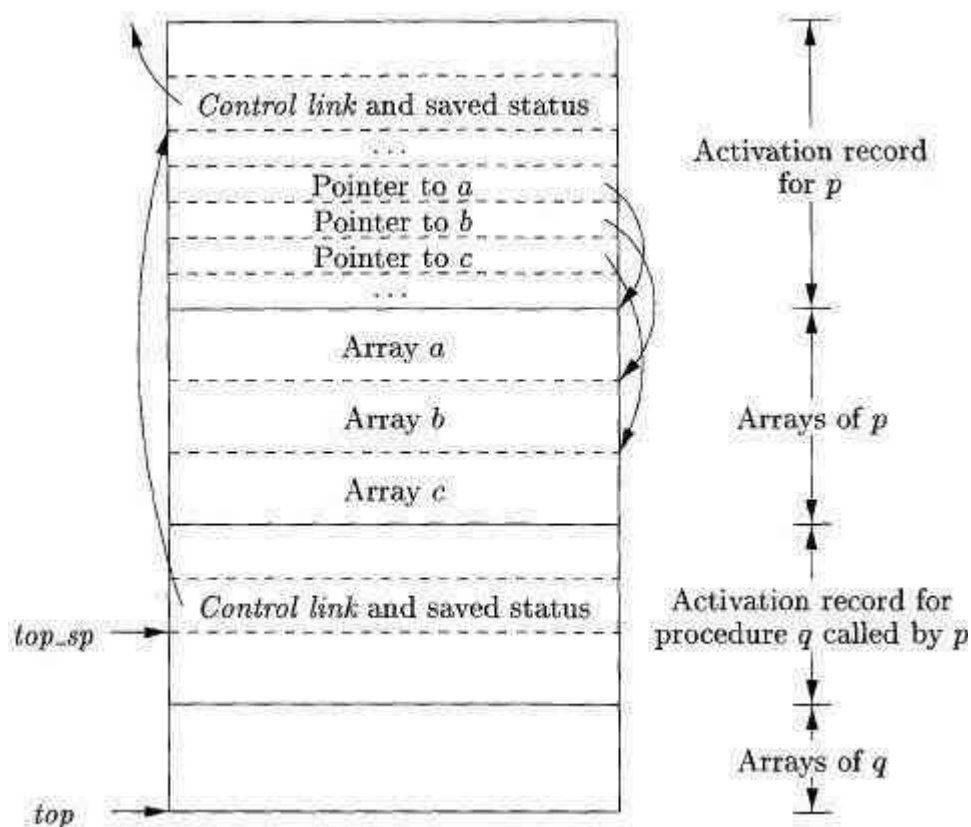 Control link and saved status
. . .
Pointer to a
Pointer to b
Pointer to c
. . .
Activation record
for p
Array a
Array b
Array c
Arrays of p
Control link and saved status
top_sp
Activation record for
procedure q called by p
Arrays of q
top